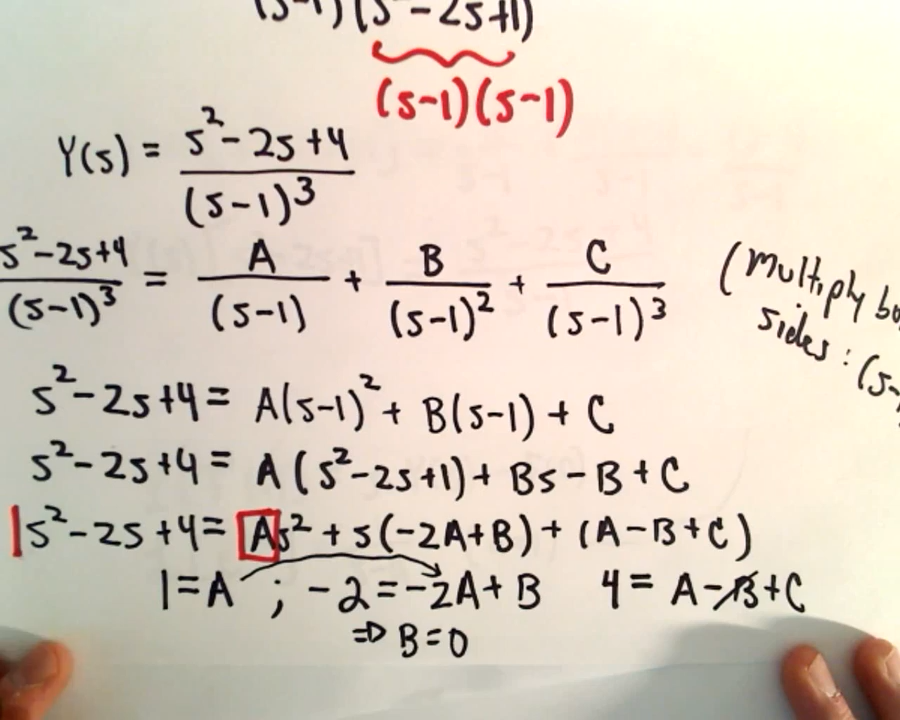 (s-1)(s²-2s+1)
(s-1)(s-1)
Y(s) = s²-2s+4 / (s-1)³
s²-2s+4 / (s-1)³ = A / (s-1) + B / (s-1)² + C / (s-1)³ (multiply
sides: (s-
s²-2s+4 = A(s-1)² + B(s-1) + C
s²-2s+4 = A(s²-2s+1) + Bs - B + C
1s²-2s+4 = As² + s(-2A+B) + (A-B+C)
1=A ; -2=-2A+B 4=A-B+C
⇒ B=0